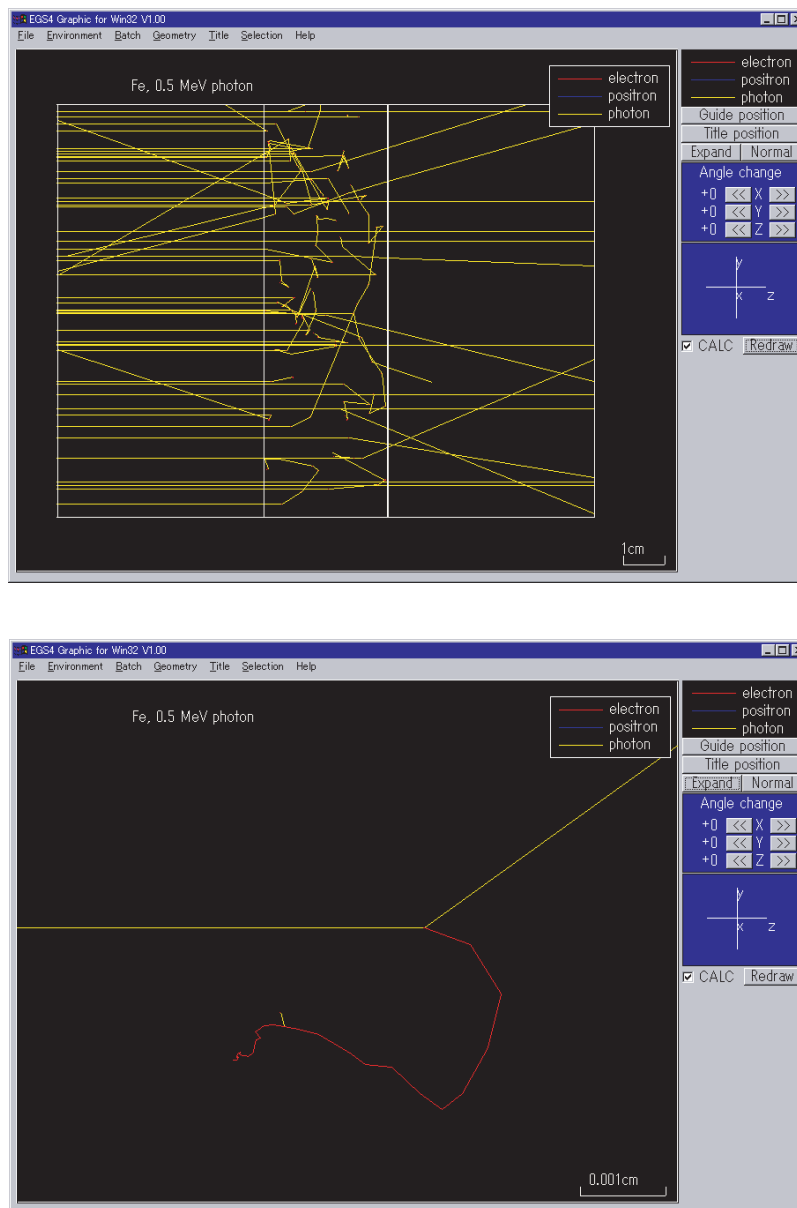 EGS4 Graphic for Win32 V1.00
File Environment Batch Geometry Title Selection Help
Fe, 0.5 MeV photon
electron
positron
photon
1cm
electron
positron
photon
Guide position
Title position
Expand Normal
Angle change
+0 << X >>
+0 << Y >>
+0 << Z >>
y
x z
CALC Redraw
EGS4 Graphic for Win32 V1.00
File Environment Batch Geometry Title Selection Help
Fe, 0.5 MeV photon
electron
positron
photon
0.001cm
electron
positron
photon
Guide position
Title position
Expand Normal
Angle change
+0 << X >>
+0 << Y >>
+0 << Z >>
y
x z
CALC Redraw